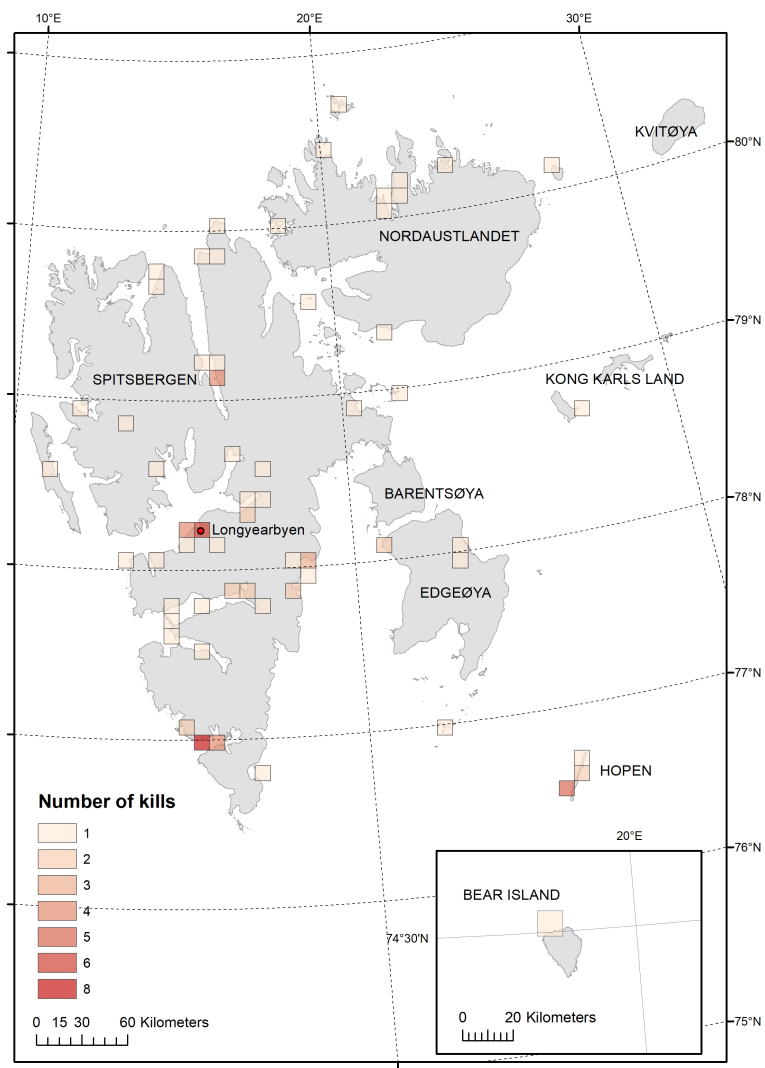 10°E 20°E 30°E
KVITØYA
80°N
NORDAUSTLANDET
79°N
SPITSBERGEN
KONG KARLS LAND
BARENTSØYA
78°N
Longyearbyen
EDGEØYA
77°N
HOPEN
Number of kills
1
2
3
4
5
6
8
0 15 30 60 Kilometers
76°N
20°E
BEAR ISLAND
74°30'N
0 20 Kilometers
75°N